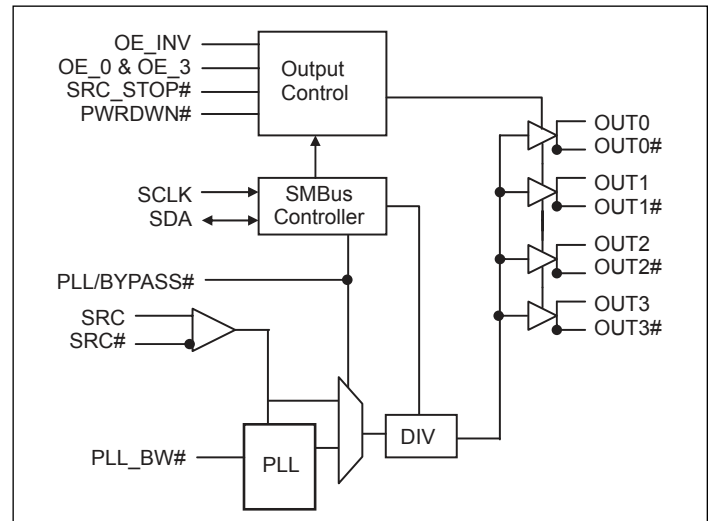 OE_INV
OE_0 & OE_3
SRC_STOP#
PWRDWN#
Output
Control
OUT0
OUT0#
OUT1
OUT1#
OUT2
OUT2#
OUT3
OUT3#
SCLK
SDA
SMBus
Controller
PLL/BYPASS#
SRC
SRC#
PLL_BW#
PLL
DIV